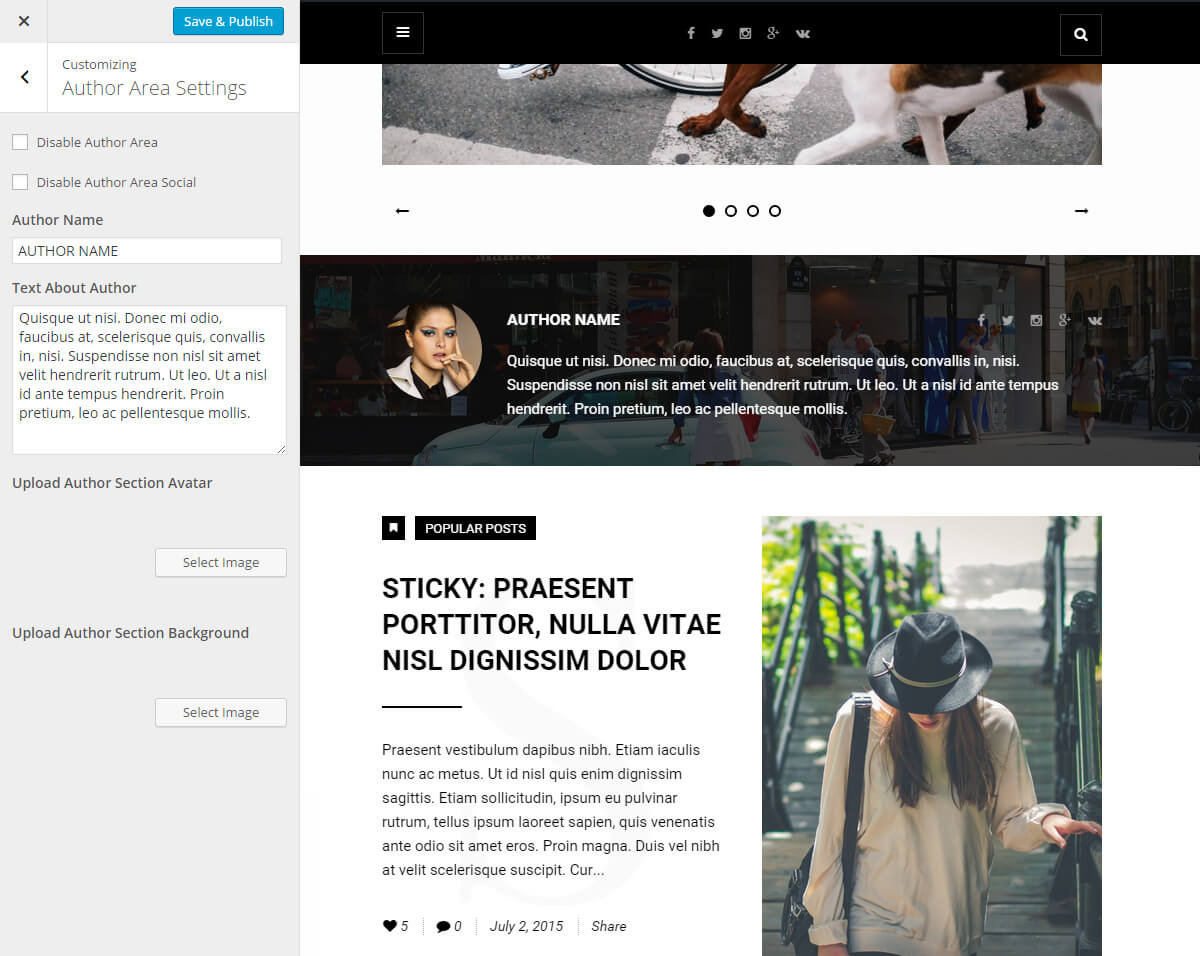 Save & Publish
Customizing
Author Area Settings
Disable Author Area
Disable Author Area Social
Author Name
AUTHOR NAME
Text About Author
Quisque ut nisi. Donec mi odio,
faucibus at, scelerisque quis, convallis
in, nisi. Suspendisse non nisl sit amet
velit hendrerit rutrum. Ut leo. Ut a nisl
id ante tempus hendrerit. Proin
pretium, leo ac pellentesque mollis.
Upload Author Section Avatar
Select Image
Upload Author Section Background
Select Image
AUTHOR NAME
Quisque ut nisi. Donec mi odio, faucibus at, scelerisque quis, convallis in, nisi.
Suspendisse non nisl sit amet velit hendrerit rutrum. Ut leo. Ut a nisl id ante tempus
hendrerit. Proin pretium, leo ac pellentesque mollis.
POPULAR POSTS
STICKY: PRAESENT
PORTTITOR, NULLA VITAE
NISL DIGNISSIM DOLOR
Praesent vestibulum dapibus nibh. Etiam iaculis
nunc ac metus. Ut id nisl quis enim dignissim
sagittis. Etiam sollicitudin, ipsum eu pulvinar
rutrum, tellus ipsum laoreet sapien, quis venenatis
ante odio sit amet eros. Proin magna. Duis vel nibh
at velit scelerisque suscipit. Cur...
5 0 July 2, 2015 Share